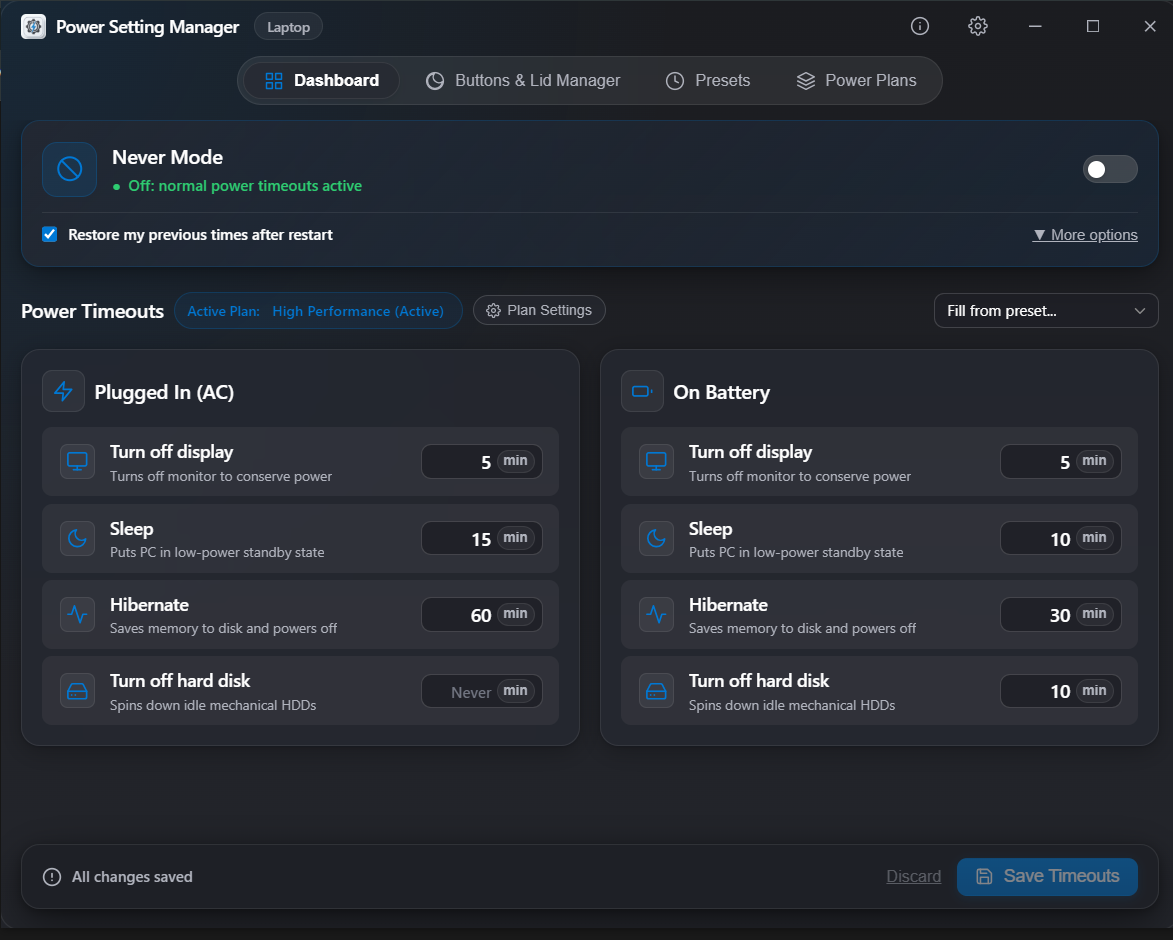 Power Setting Manager Laptop
Dashboard Buttons & Lid Manager Presets Power Plans
Never Mode
● Off: normal power timeouts active
Restore my previous times after restart ▼ More options
Power Timeouts Active Plan: High Performance (Active) Plan Settings Fill from preset...
Plugged In (AC)
Turn off display
Turns off monitor to conserve power
5 min
Sleep
Puts PC in low-power standby state
15 min
Hibernate
Saves memory to disk and powers off
60 min
Turn off hard disk
Spins down idle mechanical HDDs
Never min
On Battery
Turn off display
Turns off monitor to conserve power
5 min
Sleep
Puts PC in low-power standby state
10 min
Hibernate
Saves memory to disk and powers off
30 min
Turn off hard disk
Spins down idle mechanical HDDs
10 min
All changes saved Discard Save Timeouts